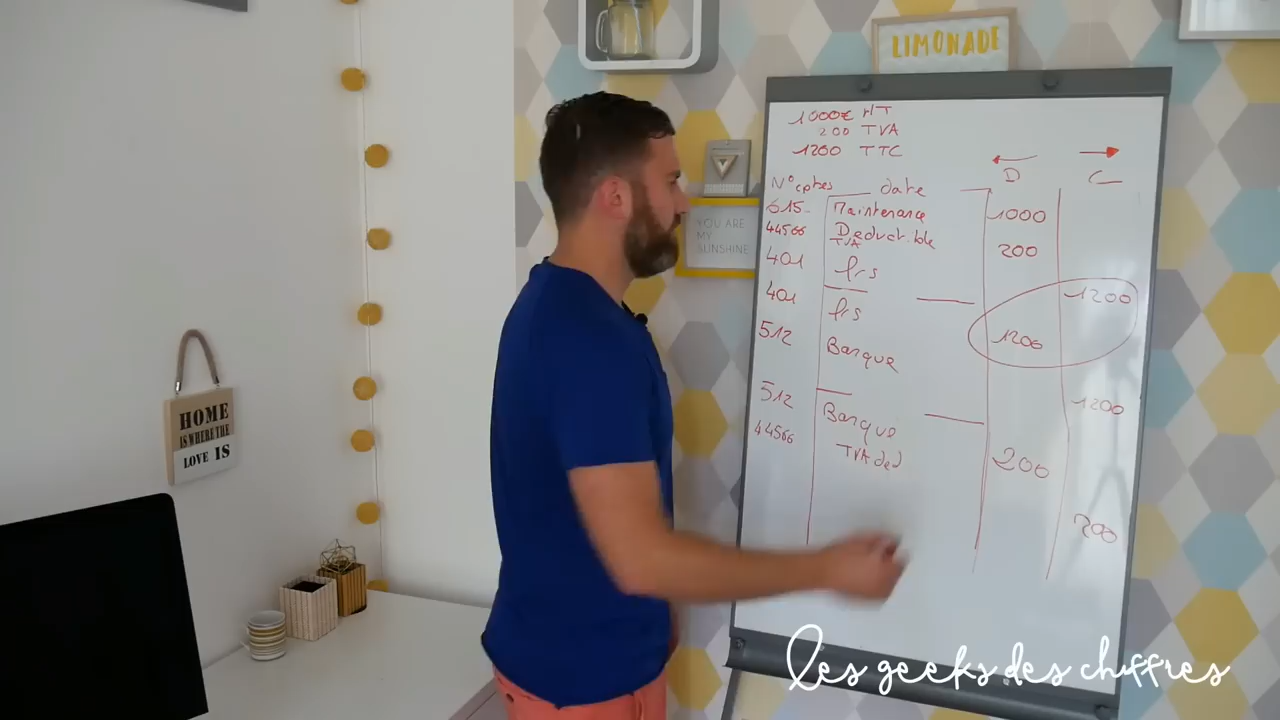 LIMONADE
1000€ HT
200 TVA
1200 TTC
D C
N° cptes date
615 Maintenance 1000
44566 TVA Deductible 200
401 frs 1200
401 frs 1200
512 Banque 1200
512 Banque 200
44566 TVA ded 200
YOU ARE
MY
SUNSHINE
HOME
IS WHERE THE
LOVE IS
les geeks des chiffres